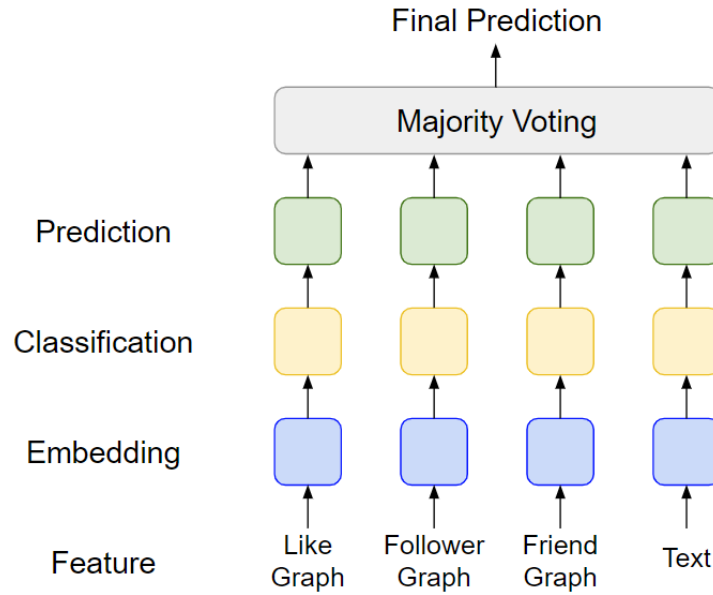 Final Prediction
Majority Voting
Prediction
Classification
Embedding
Feature
Like
Graph
Follower
Graph
Friend
Graph
Text